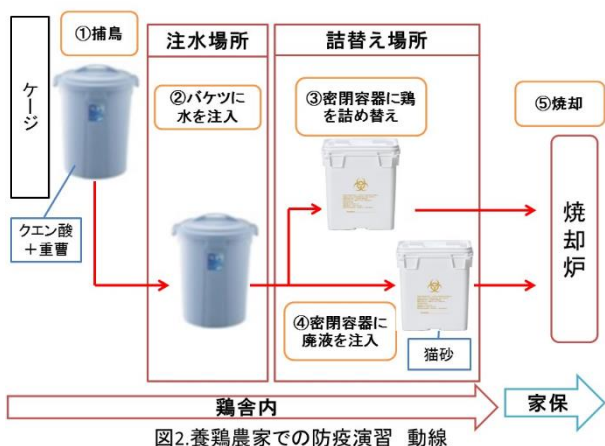 ①捕鳥
注水場所
詰替え場所
ケージ
②バケツに
水を注入
③密閉容器に鶏
を詰め替え
⑤焼却
クエン酸
＋重曹
焼却炉
④密閉容器に
廃液を注入
猫砂
鶏舎内
家保
図2.養鶏農家での防疫演習 動線